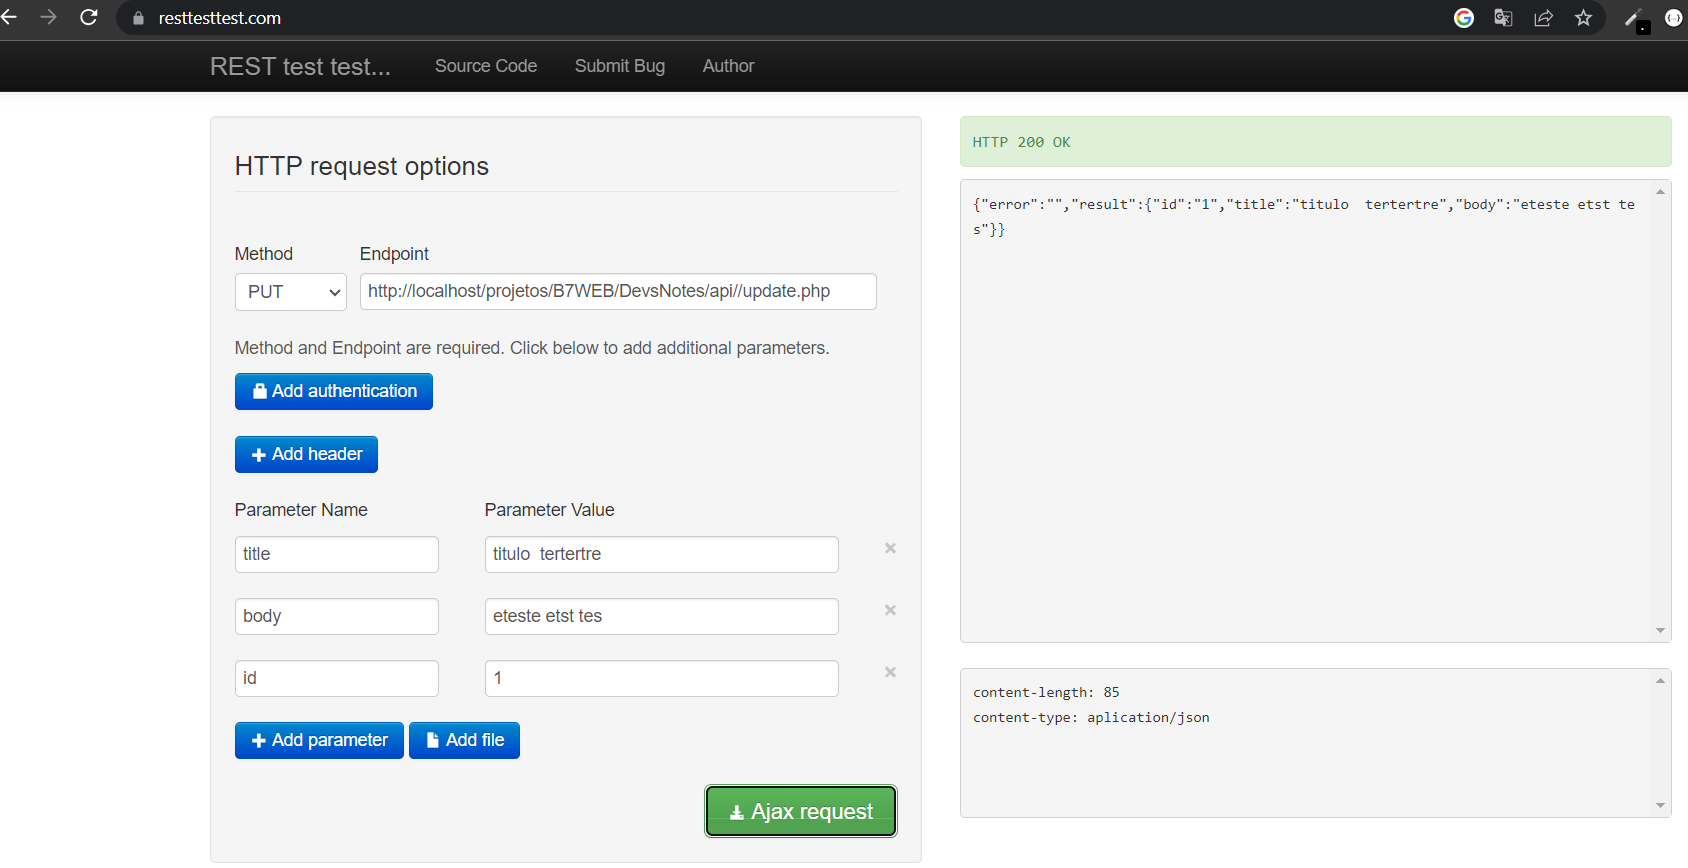 resttesttest.com
REST test test... Source Code Submit Bug Author
HTTP request options
Method Endpoint
PUT http://localhost/projetos/B7WEB/DevsNotes/api//update.php
Method and Endpoint are required. Click below to add additional parameters.
Add authentication
Add header
Parameter Name Parameter Value
title titulo  tertertre
body eteste etst tes
id 1
Add parameter Add file
Ajax request
HTTP 200 OK
{"error":"","result":{"id":"1","title":"titulo  tertertre","body":"eteste etst te
s"}}
content-length: 85
content-type: aplication/json